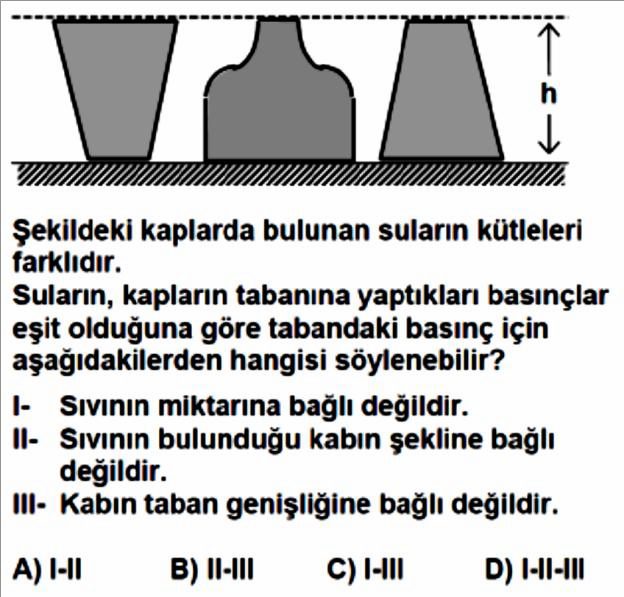 h
Şekildeki kaplarda bulunan suların kütleleri
farklıdır.
Suların, kapların tabanına yaptıkları basınçlar
eşit olduğuna göre tabandaki basınç için
aşağıdakilerden hangisi söylenebilir?
I- Sıvının miktarına bağlı değildir.
II- Sıvının bulunduğu kabın şekline bağlı
değildir.
III- Kabın taban genişliğine bağlı değildir.
A) I-II B) II-III C) I-III D) I-II-III